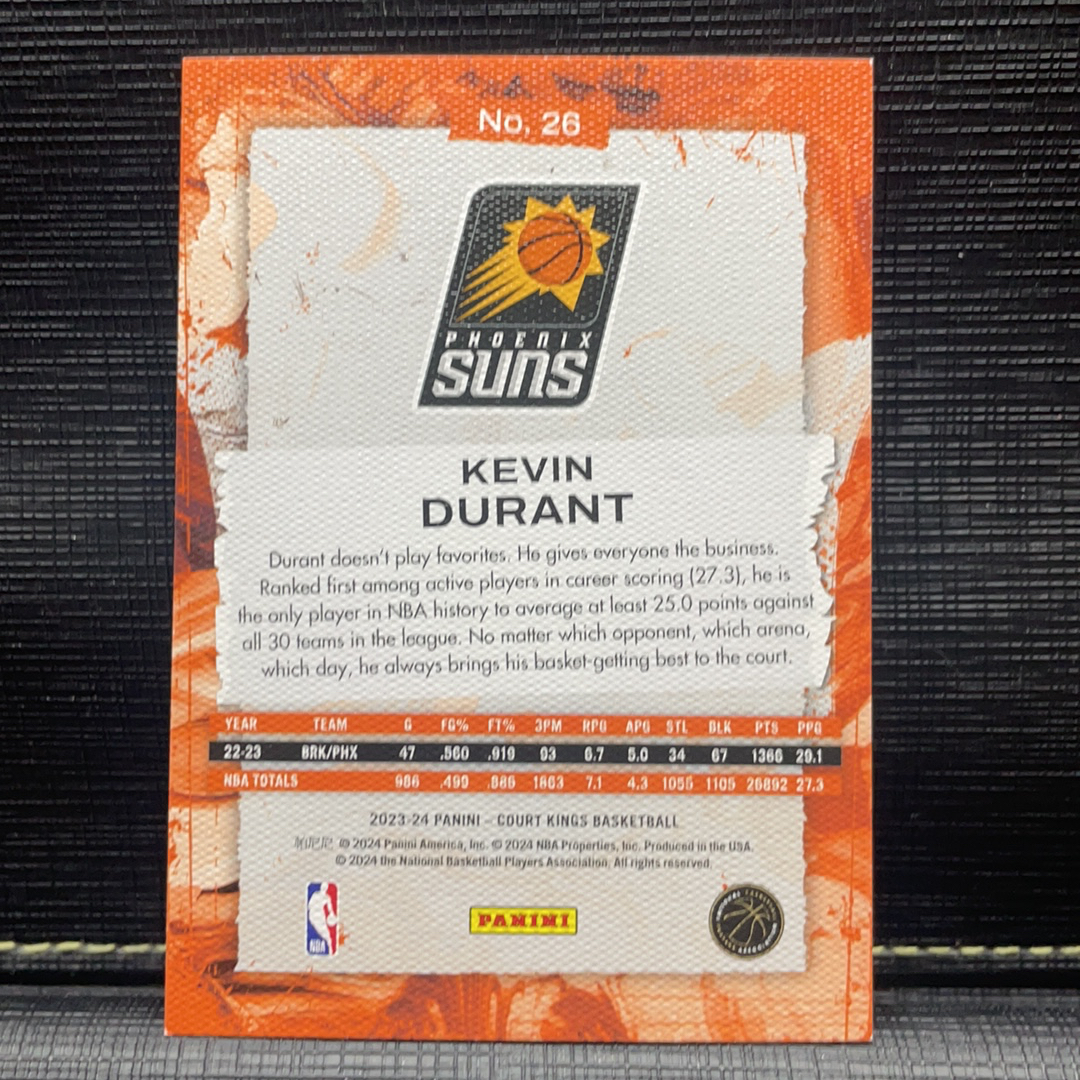 No. 26
PHOENIX
SUNS
KEVIN
DURANT
Durant doesn't play favorites. He gives everyone the business.
Ranked first among active players in career scoring (27.3), he is
the only player in NBA history to average at least 25.0 points against
all 30 teams in the league. No matter which opponent, which arena,
which day, he always brings his basket-getting best to the court.
YEAR TEAM G FG% FT% 3PM RPG APG STL BLK PTS PPG
22-23 BRK/PHX 47 .560 .919 93 6.7 5.0 34 67 1366 29.1
NBA TOTALS 986 .499 .886 1863 7.1 4.3 1055 1105 26892 27.3
2023-24 PANINI - COURT KINGS BASKETBALL
© 2024 Panini America, Inc. © 2024 NBA Properties, Inc. Produced in the USA.
© 2024 the National Basketball Players Association. All rights reserved.
NBA
PANINI